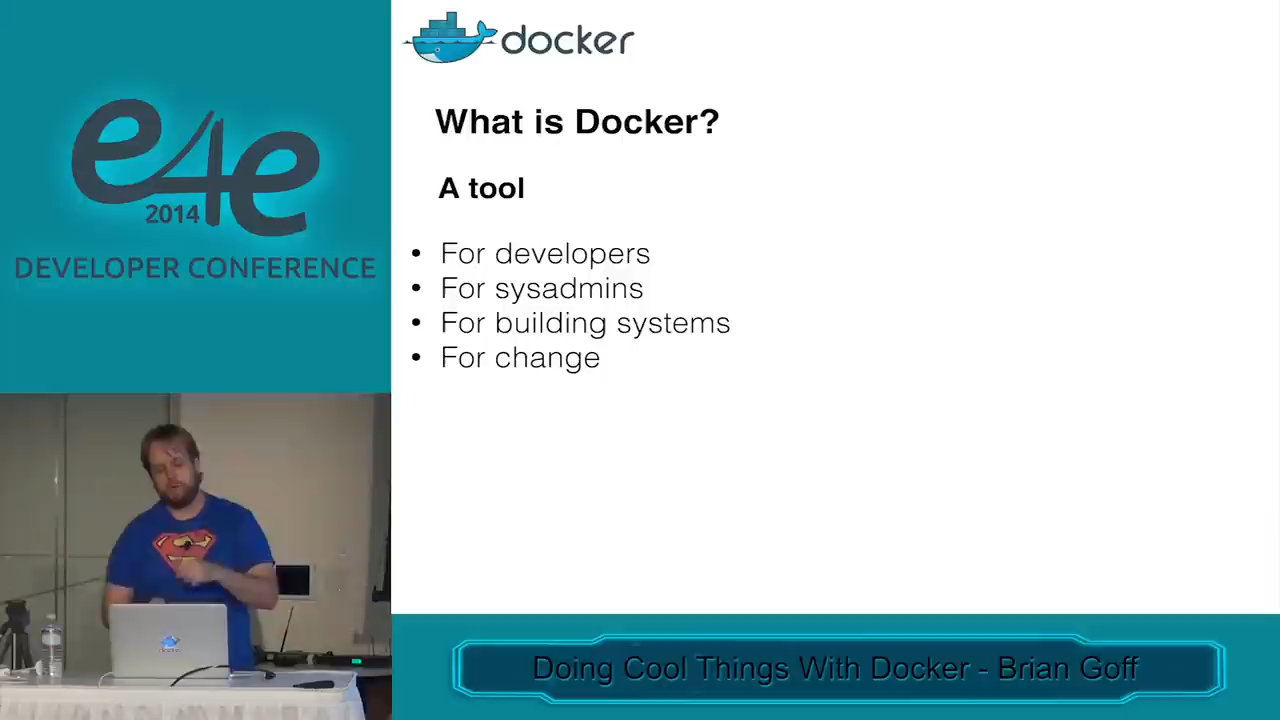 docker
What is Docker?
A tool
• For developers
• For sysadmins
• For building systems
• For change
e4e
2014
DEVELOPER CONFERENCE
Doing Cool Things With Docker - Brian Goff